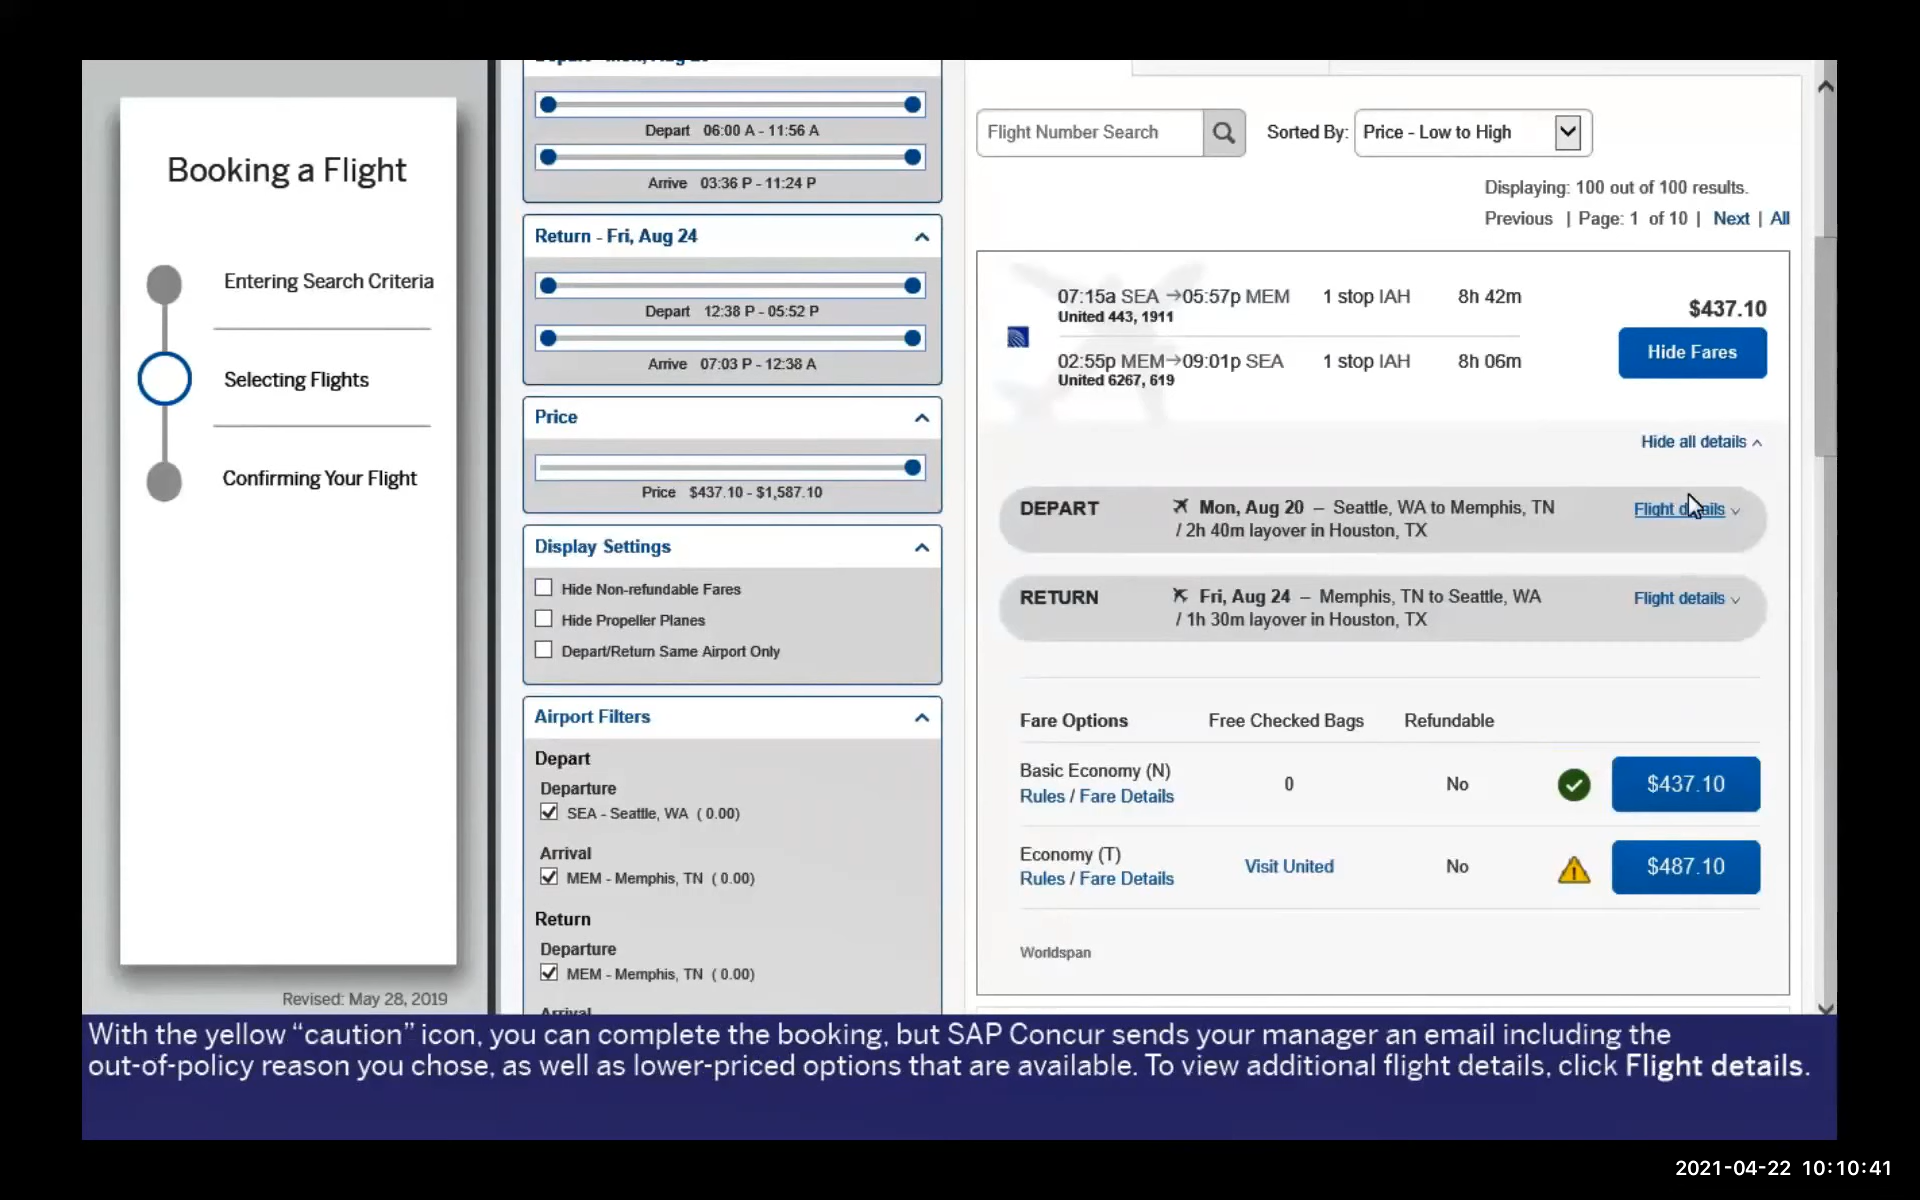 Booking a Flight
Entering Search Criteria
Selecting Flights
Confirming Your Flight
Revised: May 28, 2019
Depart 06:00 A - 11:56 A
Arrive 03:36 P - 11:24 P
Return - Fri, Aug 24
Depart 12:38 P - 05:52 P
Arrive 07:03 P - 12:38 A
Price
Price $437.10 - $1,587.10
Display Settings
Hide Non-refundable Fares
Hide Propeller Planes
Depart/Return Same Airport Only
Airport Filters
Depart
Departure
SEA - Seattle, WA ( 0.00)
Arrival
MEM - Memphis, TN ( 0.00)
Return
Departure
MEM - Memphis, TN ( 0.00)
Arrival
Flight Number Search
Sorted By: Price - Low to High
Displaying: 100 out of 100 results.
Previous | Page: 1 of 10 | Next | All
07:15a SEA →05:57p MEM 1 stop IAH 8h 42m
United 443, 1911
$437.10
Hide Fares
02:55p MEM→09:01p SEA 1 stop IAH 8h 06m
United 6267, 619
Hide all details
DEPART Mon, Aug 20 – Seattle, WA to Memphis, TN Flight details
/ 2h 40m layover in Houston, TX
RETURN Fri, Aug 24 – Memphis, TN to Seattle, WA Flight details
/ 1h 30m layover in Houston, TX
Fare Options Free Checked Bags Refundable
Basic Economy (N) 0 No $437.10
Rules / Fare Details
Economy (T) Visit United No $487.10
Rules / Fare Details
Worldspan
With the yellow “caution” icon, you can complete the booking, but SAP Concur sends your manager an email including the
out-of-policy reason you chose, as well as lower-priced options that are available. To view additional flight details, click Flight details.
2021-04-22 10:10:41